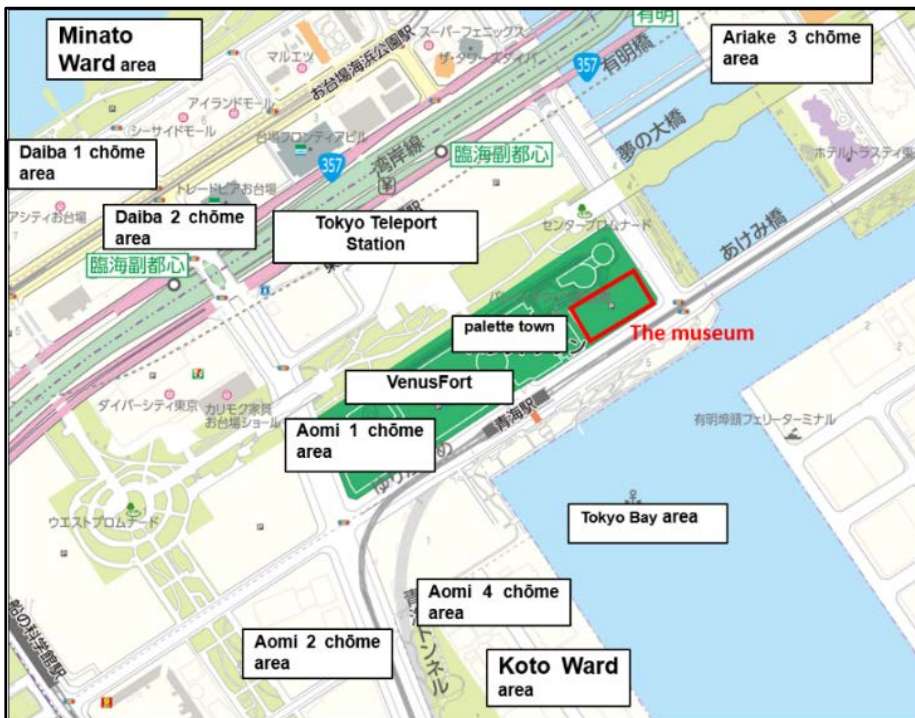 Minato
Ward area
お台場海浜公園駅
スーパーフェニックス
マルエツ
ザ・タワーズダイバ
有明
有明橋
357
Ariake 3 chōme
area
アイランドモール
シーサイドモール
台場フロンティアビル
夢の大橋
Daiba 1 chōme
area
357
湾岸線
臨海副都心
ホテルトラスティ東
トレードピアお台場
アシティお台場
Daiba 2 chōme
area
Tokyo Teleport
Station
センタープロムナード
あけみ橋
臨海副都心
palette town
The museum
VenusFort
ダイバーシティ東京
カリモク家具
お台場ショール
青海駅
有明埠頭フェリーターミナル
Aomi 1 chōme
area
ウエストプロムナード
Tokyo Bay area
Aomi 4 chōme
area
船の科学館駅
Aomi 2 chōme
area
トンネル
Koto Ward
area